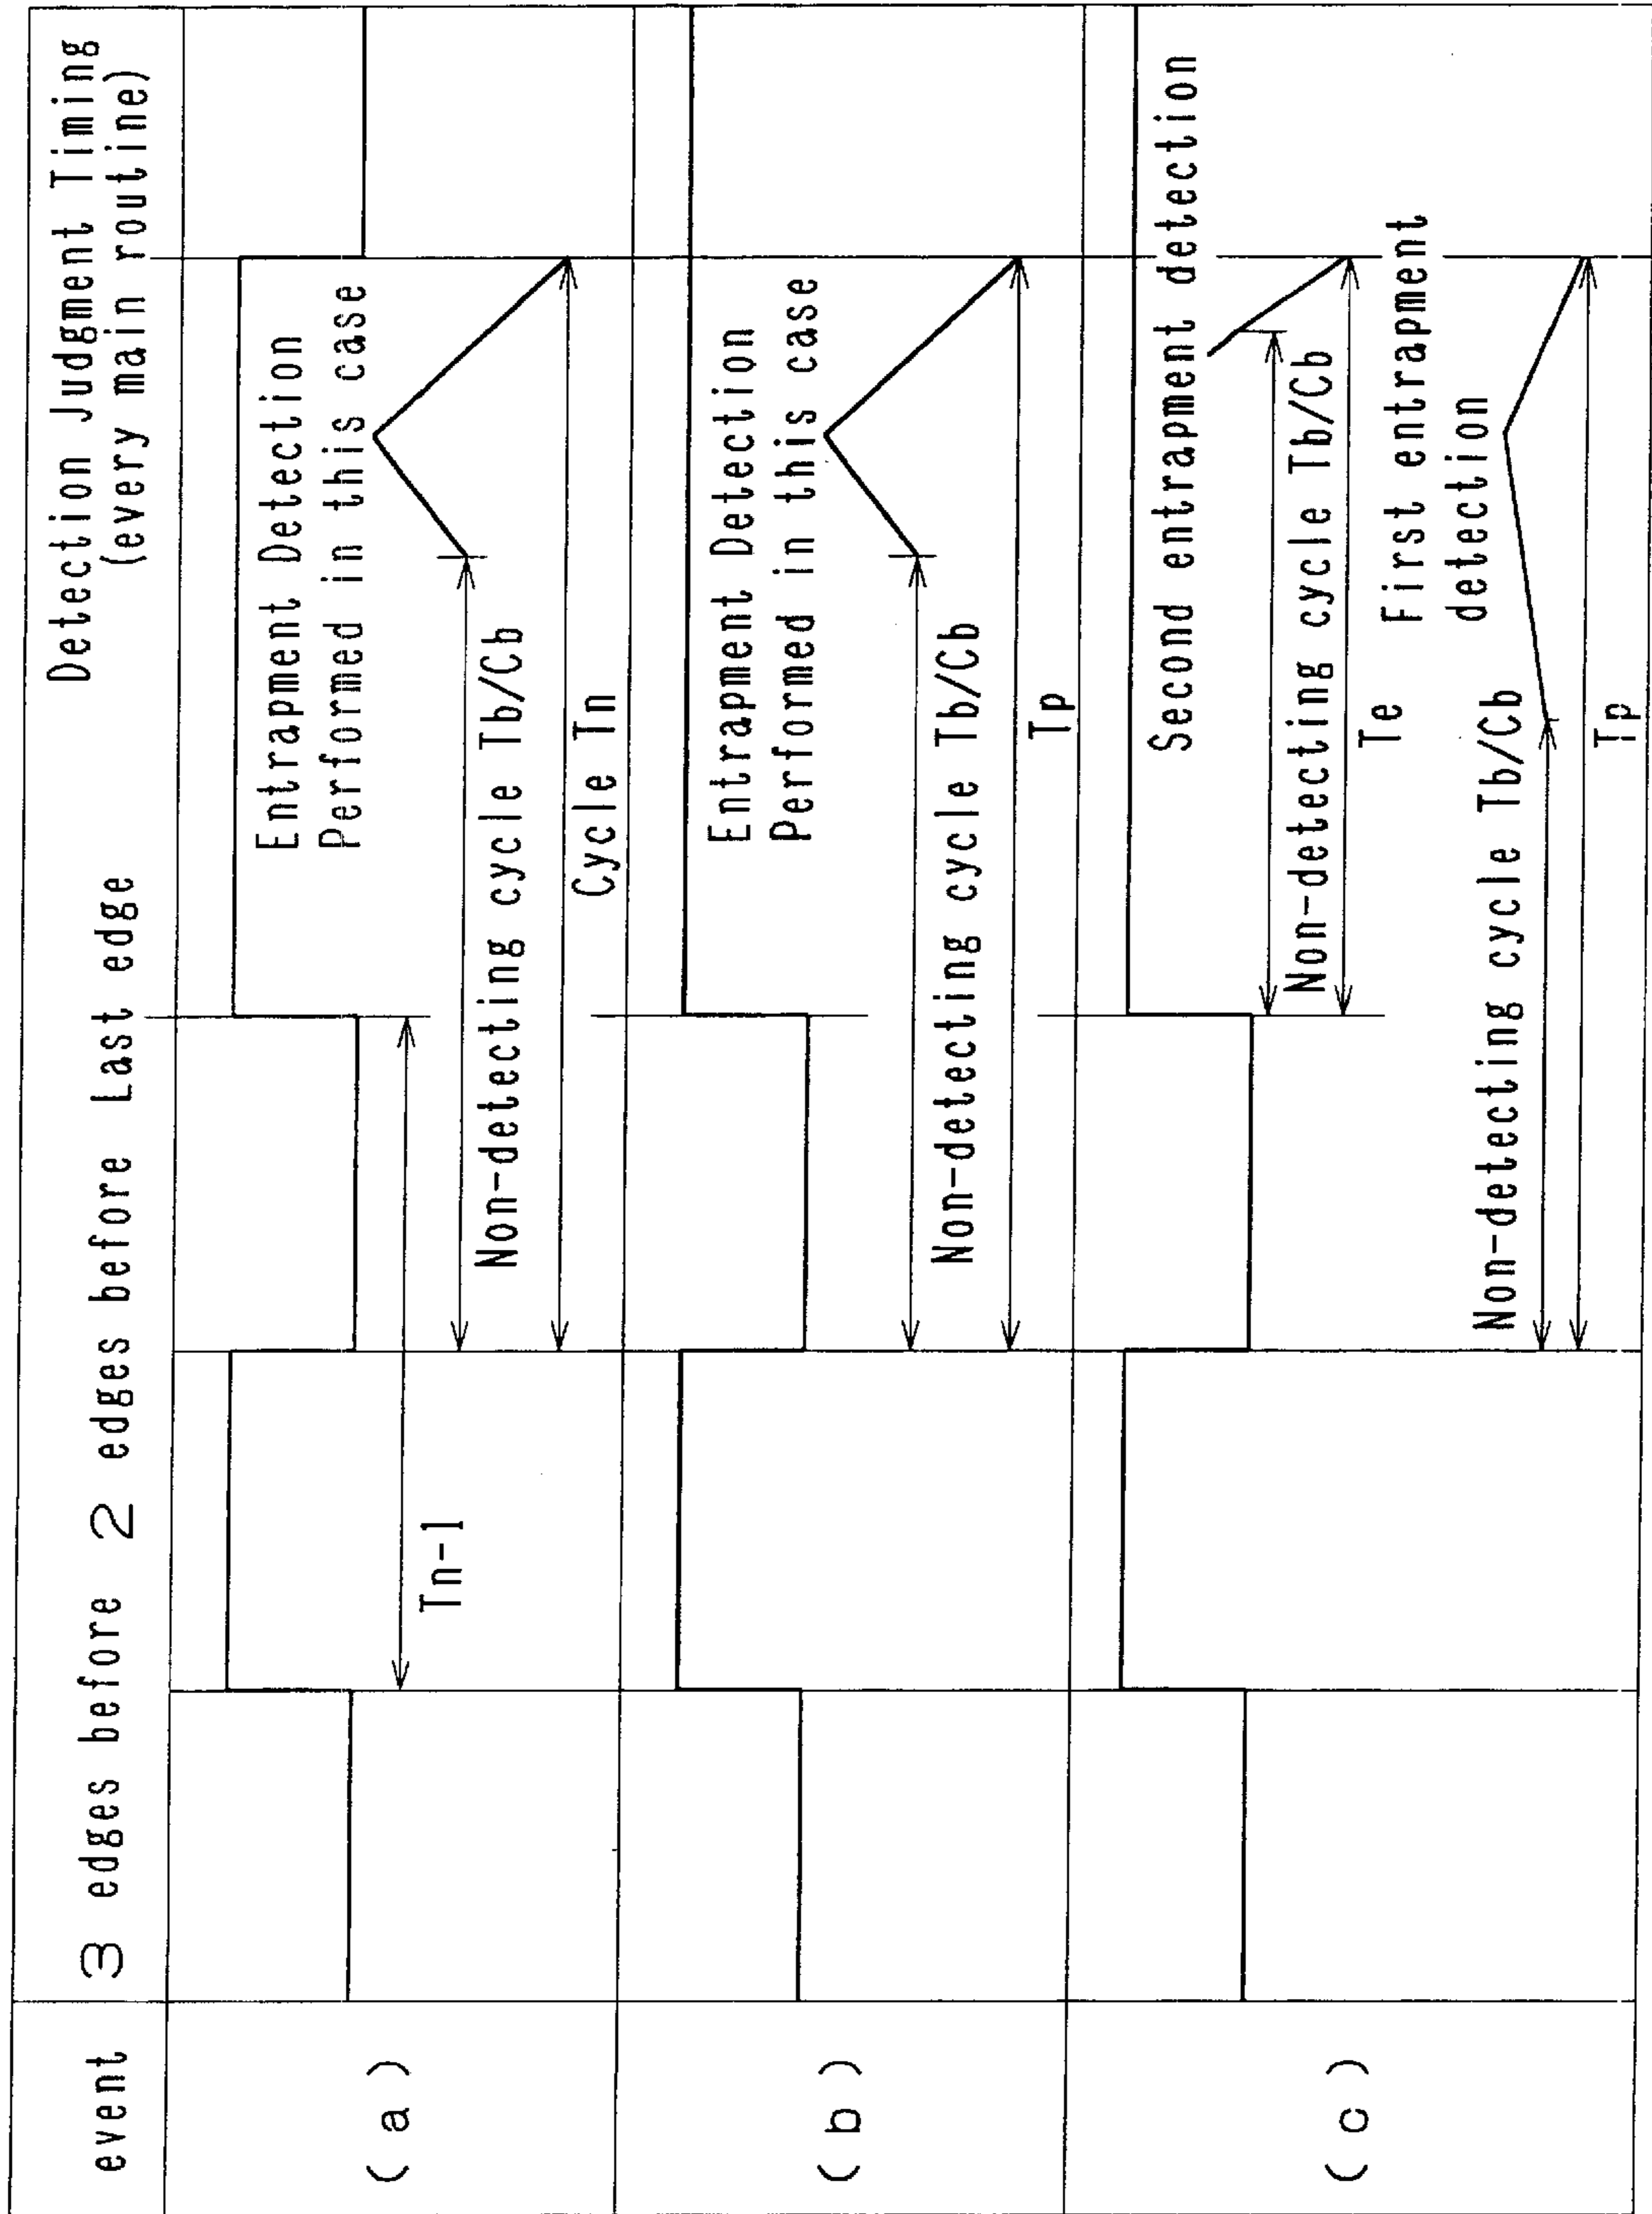 event
3 edges before
2 edges before
Last edge
Detection Judgment Timing
(every main routine)
(a)
Tn-1
Entrapment Detection
Performed in this case
Non-detecting cycle Tb/Cb
Cycle Tn
(b)
Entrapment Detection
Performed in this case
Non-detecting cycle Tb/Cb
Tp
(c)
Second entrapment detection
Non-detecting cycle Tb/Cb
Te
First entrapment
detection
Non-detecting cycle Tb/Cb
Tp